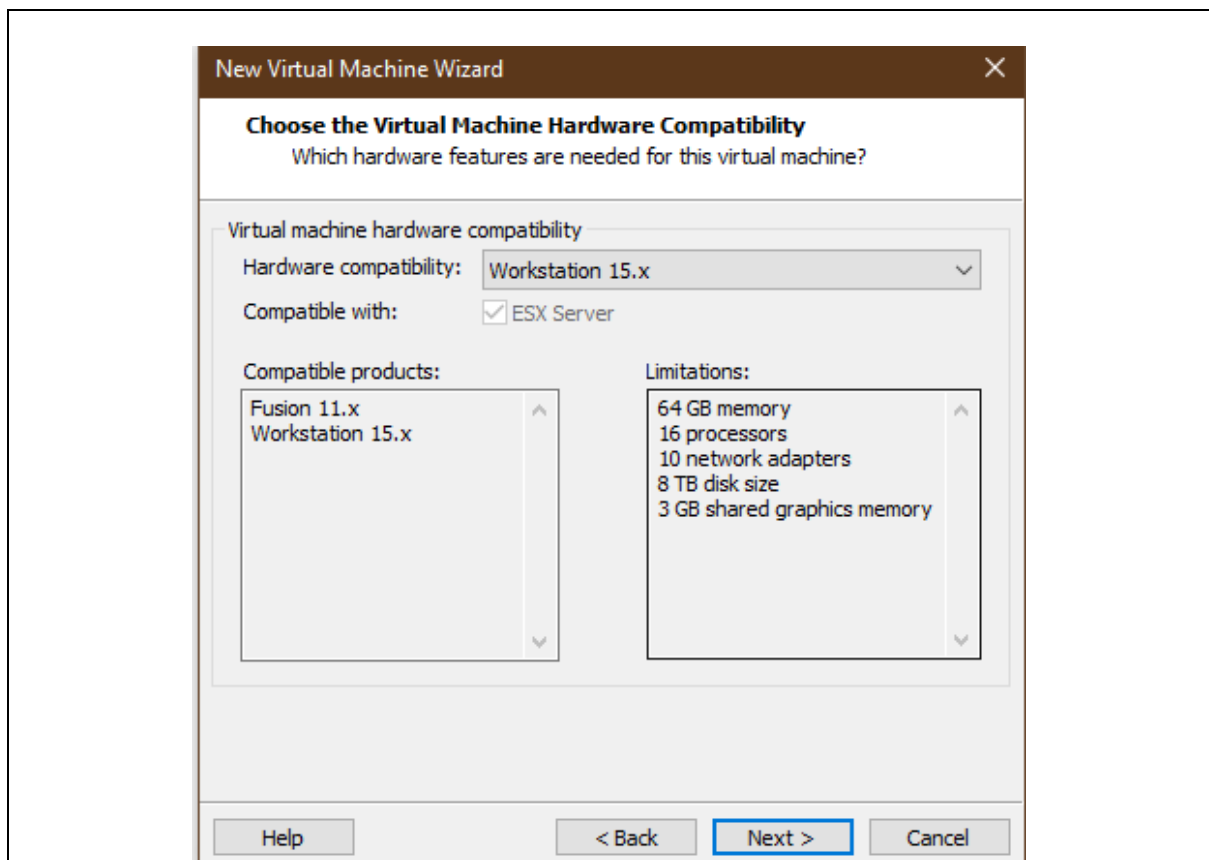 New Virtual Machine Wizard
Choose the Virtual Machine Hardware Compatibility
Which hardware features are needed for this virtual machine?
Virtual machine hardware compatibility
Hardware compatibility: Workstation 15.x
Compatible with: ESX Server
Compatible products:
Fusion 11.x
Workstation 15.x
Limitations:
64 GB memory
16 processors
10 network adapters
8 TB disk size
3 GB shared graphics memory
Help < Back Next > Cancel